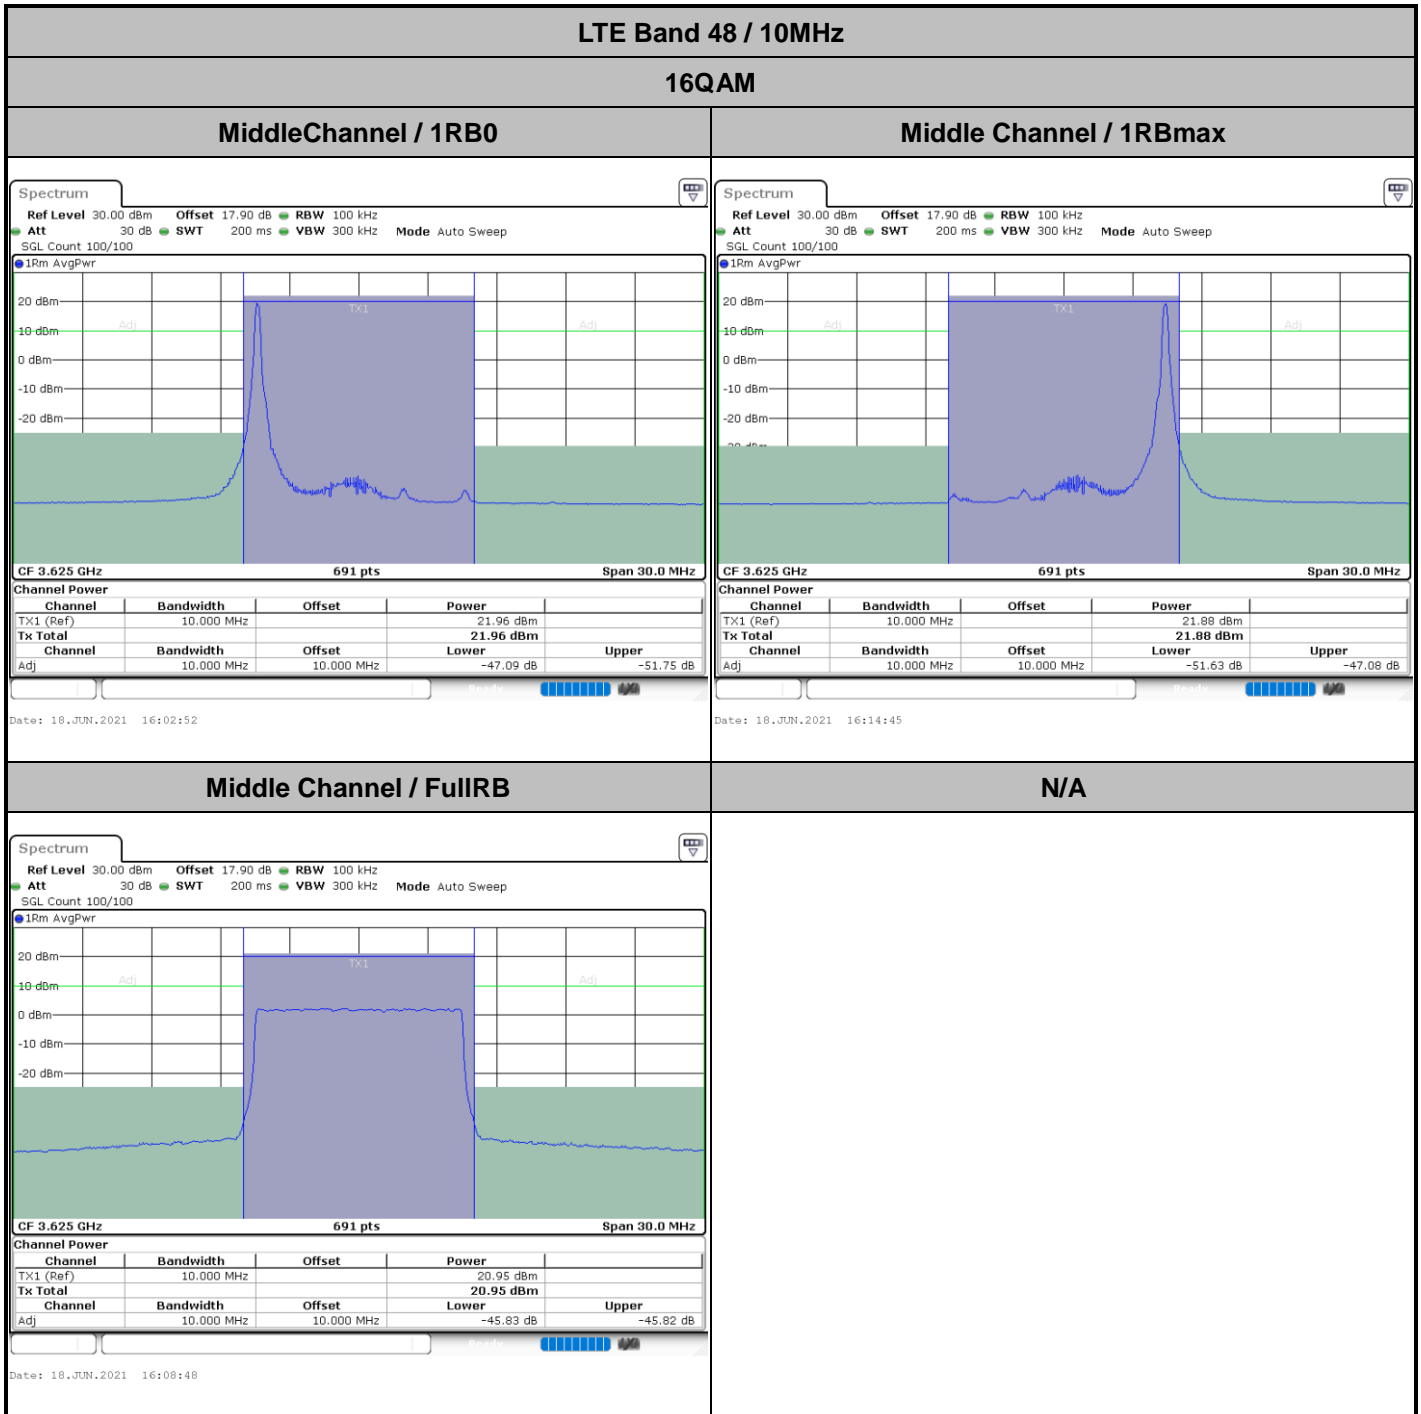 LTE Band 48 / 10MHz
16QAM
MiddleChannel / 1RB0
Middle Channel / 1RBmax
Spectrum
Ref Level 30.00 dBm Offset 17.90 dB RBW 100 kHz
Att 30 dB SWT 200 ms VBW 300 kHz Mode Auto Sweep
SGL Count 100/100
1Rm AvgPwr
20 dBm
TX1
Adj
Adj
10 dBm
0 dBm
-10 dBm
-20 dBm
CF 3.625 GHz 691 pts Span 30.0 MHz
Channel Power
Channel Bandwidth Offset Power
TX1 (Ref) 10.000 MHz 21.96 dBm
Tx Total 21.96 dBm
Channel Bandwidth Offset Lower Upper
Adj 10.000 MHz 10.000 MHz -47.09 dB -51.75 dB
Ready
Date: 18.JUN.2021 16:02:52
Spectrum
Ref Level 30.00 dBm Offset 17.90 dB RBW 100 kHz
Att 30 dB SWT 200 ms VBW 300 kHz Mode Auto Sweep
SGL Count 100/100
1Rm AvgPwr
20 dBm
TX1
Adj
Adj
10 dBm
0 dBm
-10 dBm
-20 dBm
CF 3.625 GHz 691 pts Span 30.0 MHz
Channel Power
Channel Bandwidth Offset Power
TX1 (Ref) 10.000 MHz 21.88 dBm
Tx Total 21.88 dBm
Channel Bandwidth Offset Lower Upper
Adj 10.000 MHz 10.000 MHz -51.63 dB -47.08 dB
Ready
Date: 18.JUN.2021 16:14:45
Middle Channel / FullRB
N/A
Spectrum
Ref Level 30.00 dBm Offset 17.90 dB RBW 100 kHz
Att 30 dB SWT 200 ms VBW 300 kHz Mode Auto Sweep
SGL Count 100/100
1Rm AvgPwr
20 dBm
TX1
Adj
Adj
10 dBm
0 dBm
-10 dBm
-20 dBm
CF 3.625 GHz 691 pts Span 30.0 MHz
Channel Power
Channel Bandwidth Offset Power
TX1 (Ref) 10.000 MHz 20.95 dBm
Tx Total 20.95 dBm
Channel Bandwidth Offset Lower Upper
Adj 10.000 MHz 10.000 MHz -45.83 dB -45.82 dB
Ready
Date: 18.JUN.2021 16:08:48